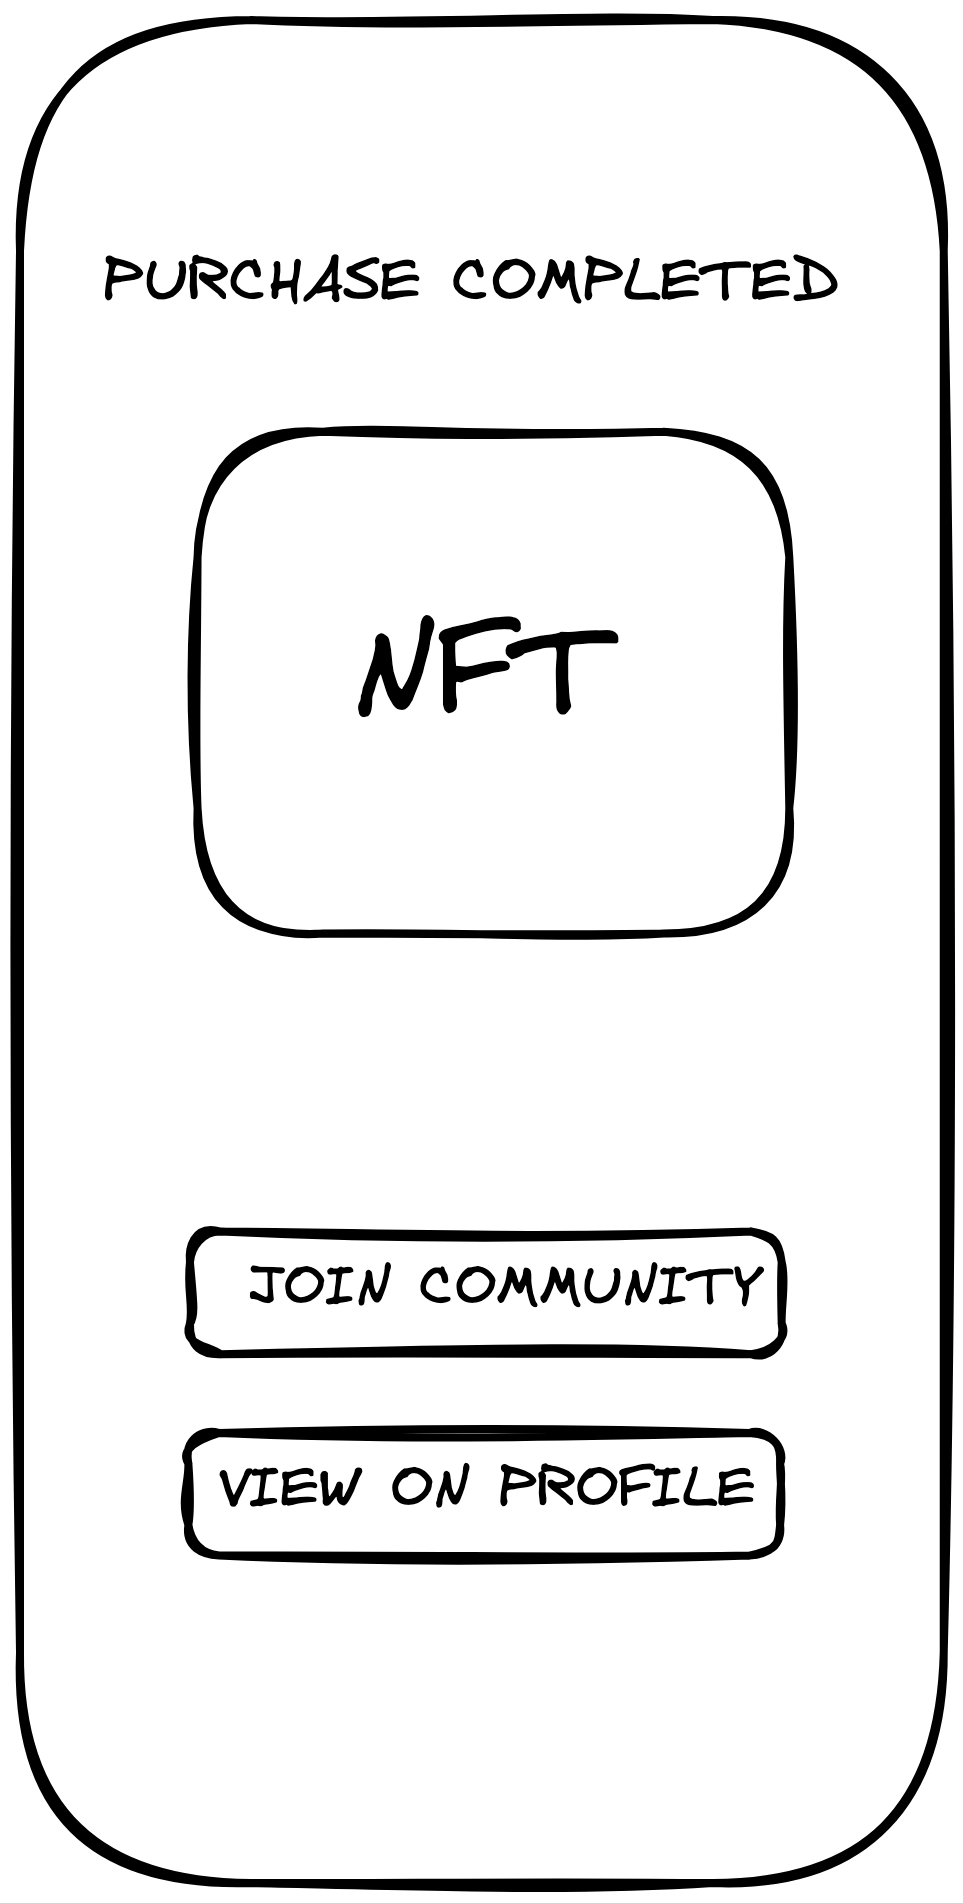 PURCHASE COMPLETED
NFT
JOIN COMMUNITY
VIEW ON PROFILE